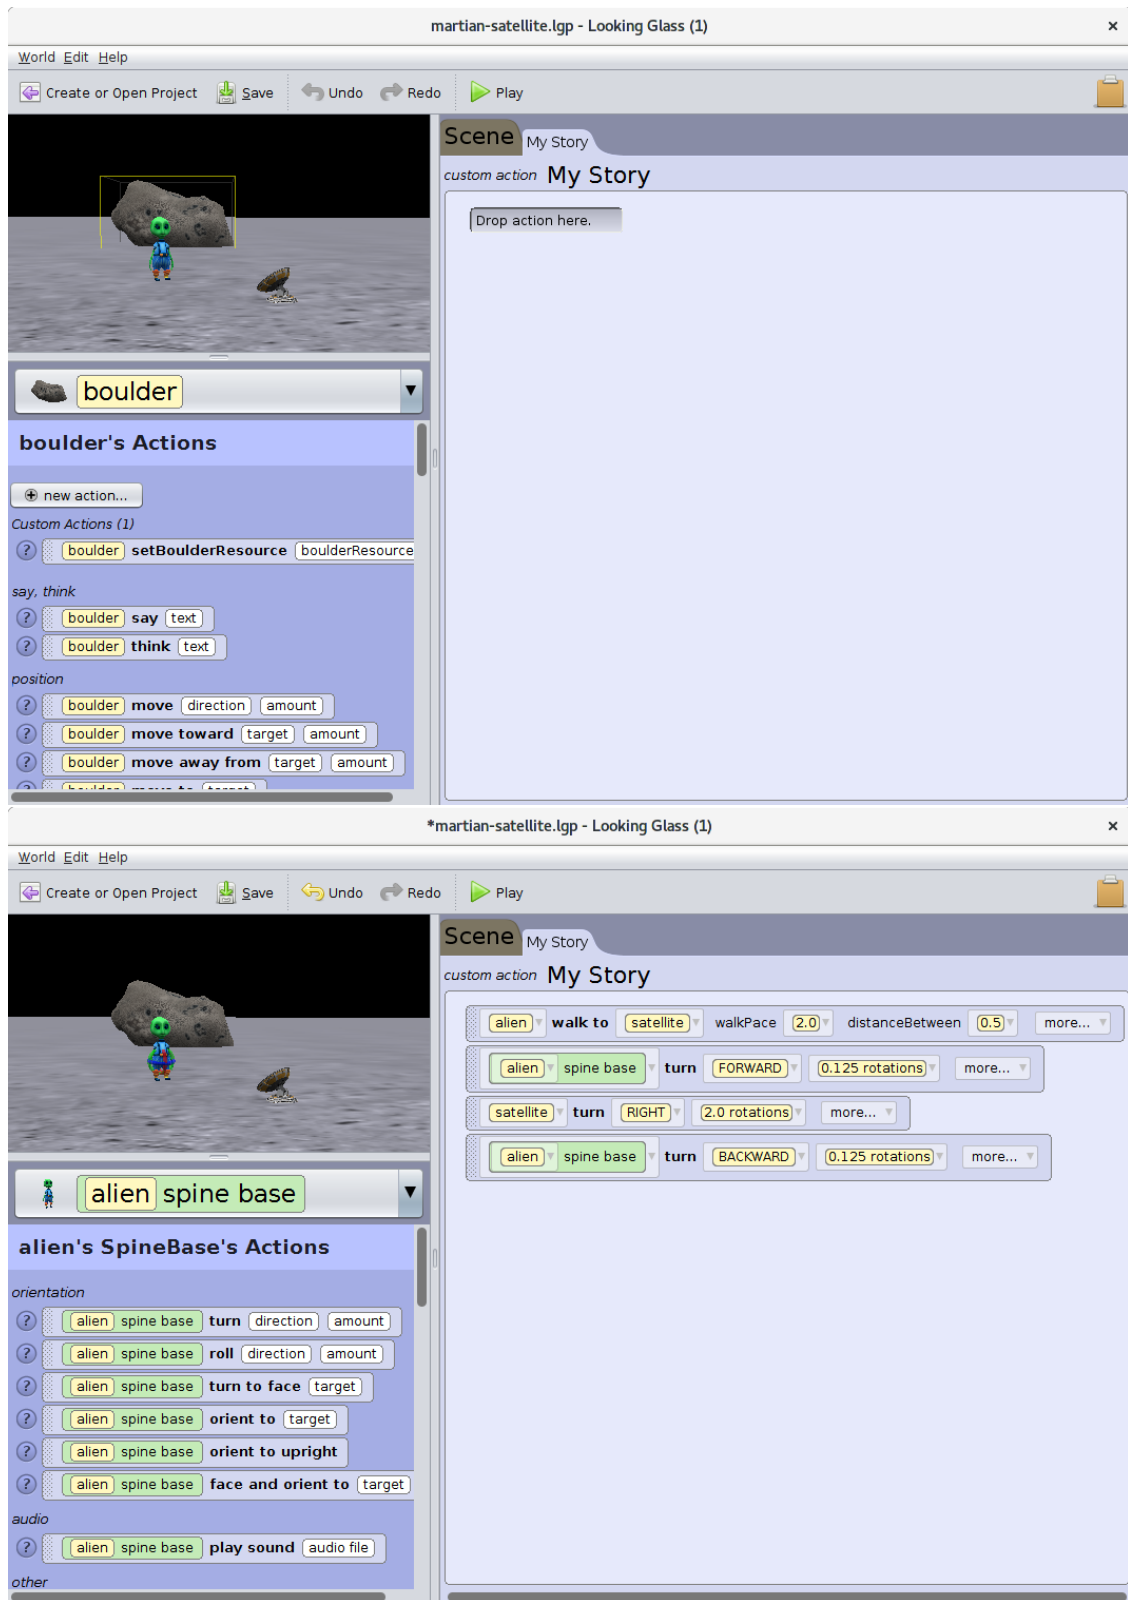 martian-satellite.lgp - Looking Glass (1) ×
World Edit Help
Create or Open Project Save Undo Redo Play
Scene My Story
custom action My Story
Drop action here.
boulder
boulder's Actions
new action...
Custom Actions (1)
? boulder setBoulderResource boulderResource
say, think
? boulder say text
? boulder think text
position
? boulder move direction amount
? boulder move toward target amount
? boulder move away from target amount
? boulder move to target
*martian-satellite.lgp - Looking Glass (1) ×
World Edit Help
Create or Open Project Save Undo Redo Play
Scene My Story
custom action My Story
alien walk to satellite walkPace 2.0 distanceBetween 0.5 more...
alien spine base turn FORWARD 0.125 rotations more...
satellite turn RIGHT 2.0 rotations more...
alien spine base turn BACKWARD 0.125 rotations more...
alien spine base
alien's SpineBase's Actions
orientation
? alien spine base turn direction amount
? alien spine base roll direction amount
? alien spine base turn to face target
? alien spine base orient to target
? alien spine base orient to upright
? alien spine base face and orient to target
audio
? alien spine base play sound audio file
other